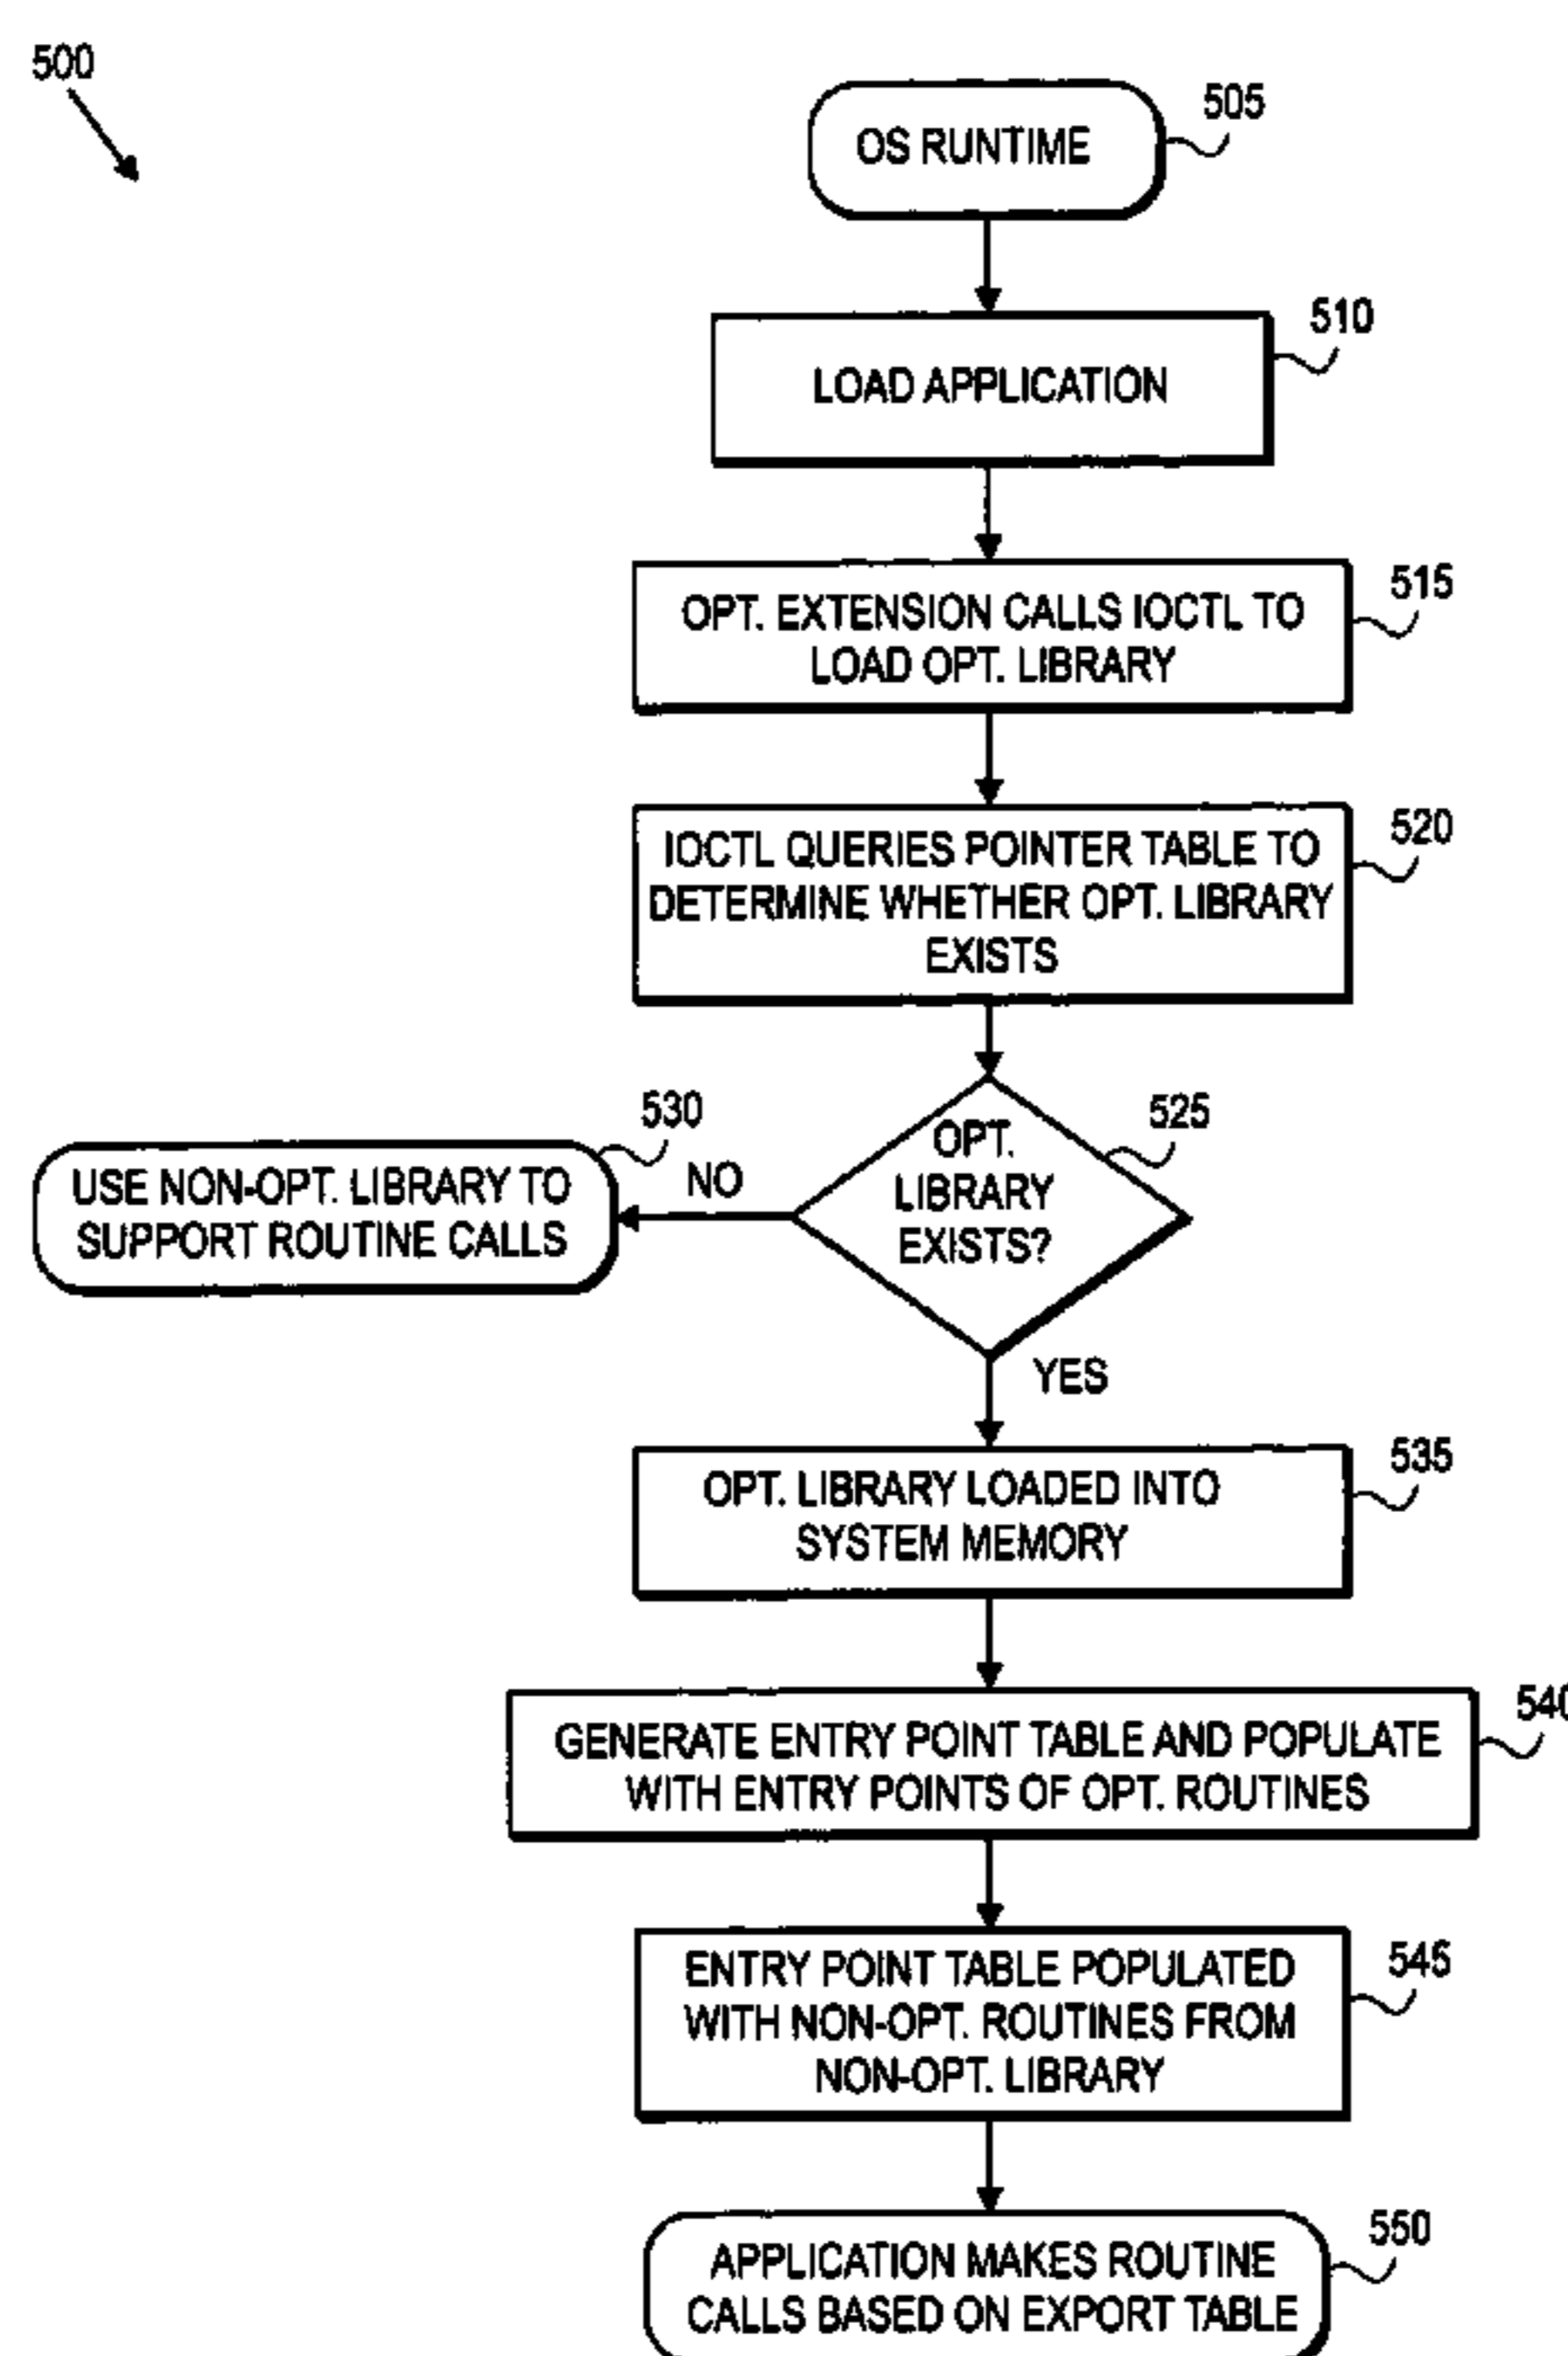 500
OS RUNTIME
505
LOAD APPLICATION
510
OPT. EXTENSION CALLS IOCTL TO
LOAD OPT. LIBRARY
515
IOCTL QUERIES POINTER TABLE TO
DETERMINE WHETHER OPT. LIBRARY
EXISTS
520
OPT.
LIBRARY
EXISTS?
525
NO
530
USE NON-OPT. LIBRARY TO
SUPPORT ROUTINE CALLS
YES
OPT. LIBRARY LOADED INTO
SYSTEM MEMORY
535
GENERATE ENTRY POINT TABLE AND POPULATE
WITH ENTRY POINTS OF OPT. ROUTINES
540
ENTRY POINT TABLE POPULATED
WITH NON-OPT. ROUTINES FROM
NON-OPT. LIBRARY
545
APPLICATION MAKES ROUTINE
CALLS BASED ON EXPORT TABLE
550